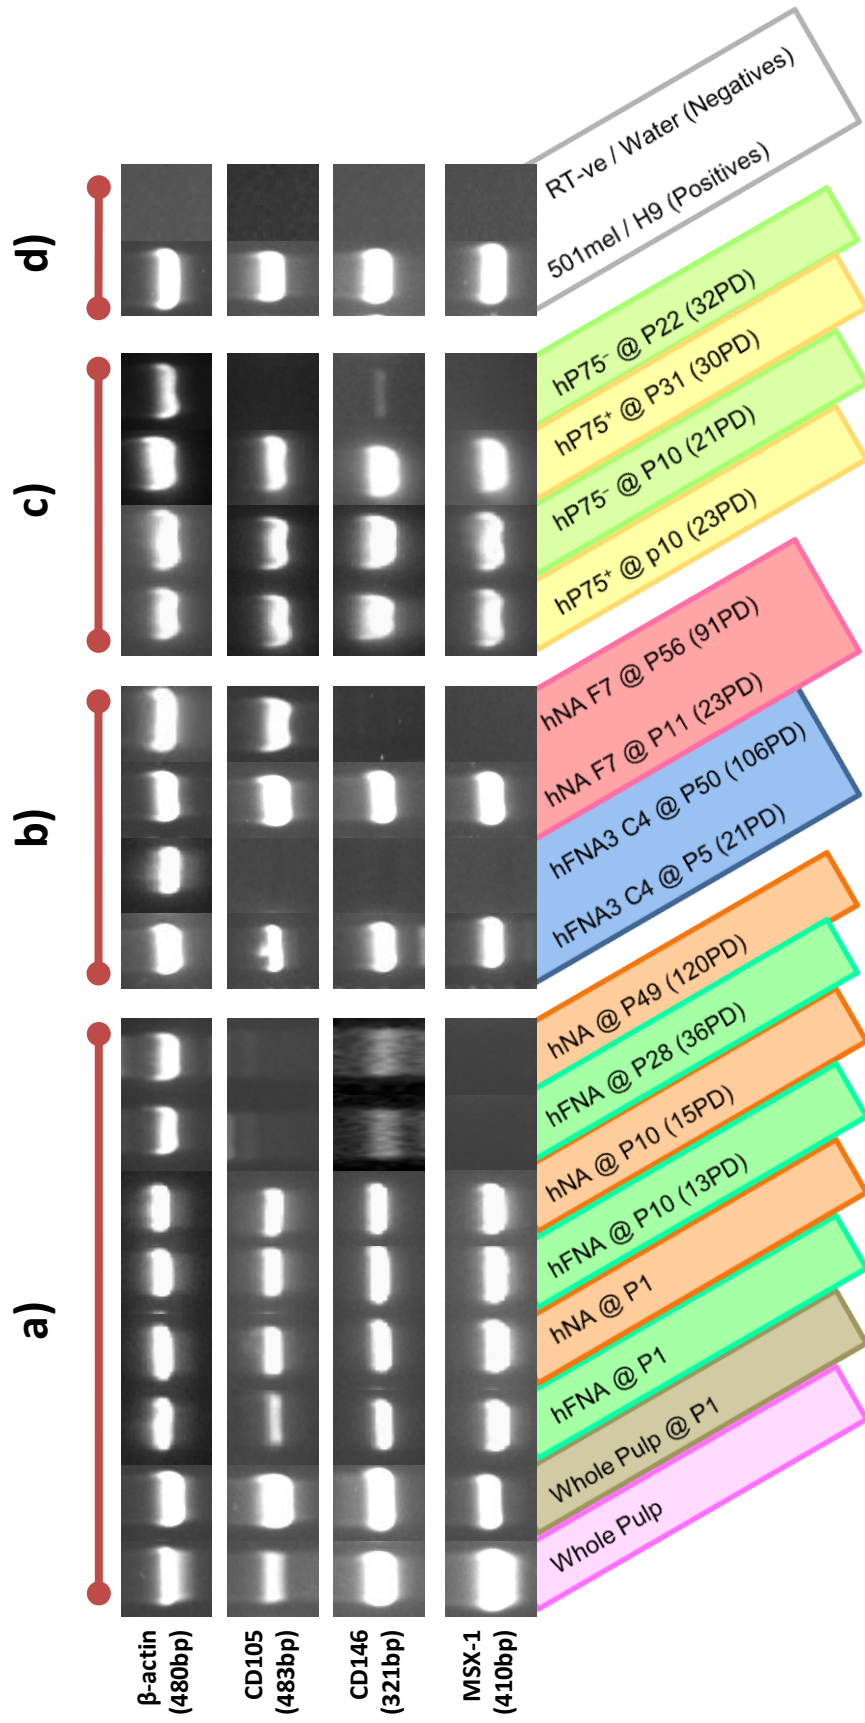 a)
b)
c)
d)
β-actin
(480bp)
CD105
(483bp)
CD146
(321bp)
MSX-1
(410bp)
Whole Pulp
Whole Pulp @ P1
hFNA @ P1
hNA @ P1
hFNA @ P10 (13PD)
hNA @ P10 (15PD)
hFNA @ P28 (36PD)
hNA @ P49 (120PD)
hFNA3 C4 @ P5 (21PD)
hFNA3 C4 @ P50 (106PD)
hNA F7 @ P11 (23PD)
hNA F7 @ P56 (91PD)
hP75⁺ @ p10 (23PD)
hP75⁻ @ P10 (21PD)
hP75⁺ @ P31 (30PD)
hP75⁻ @ P22 (32PD)
501mel / H9 (Positives)
RT-ve / Water (Negatives)